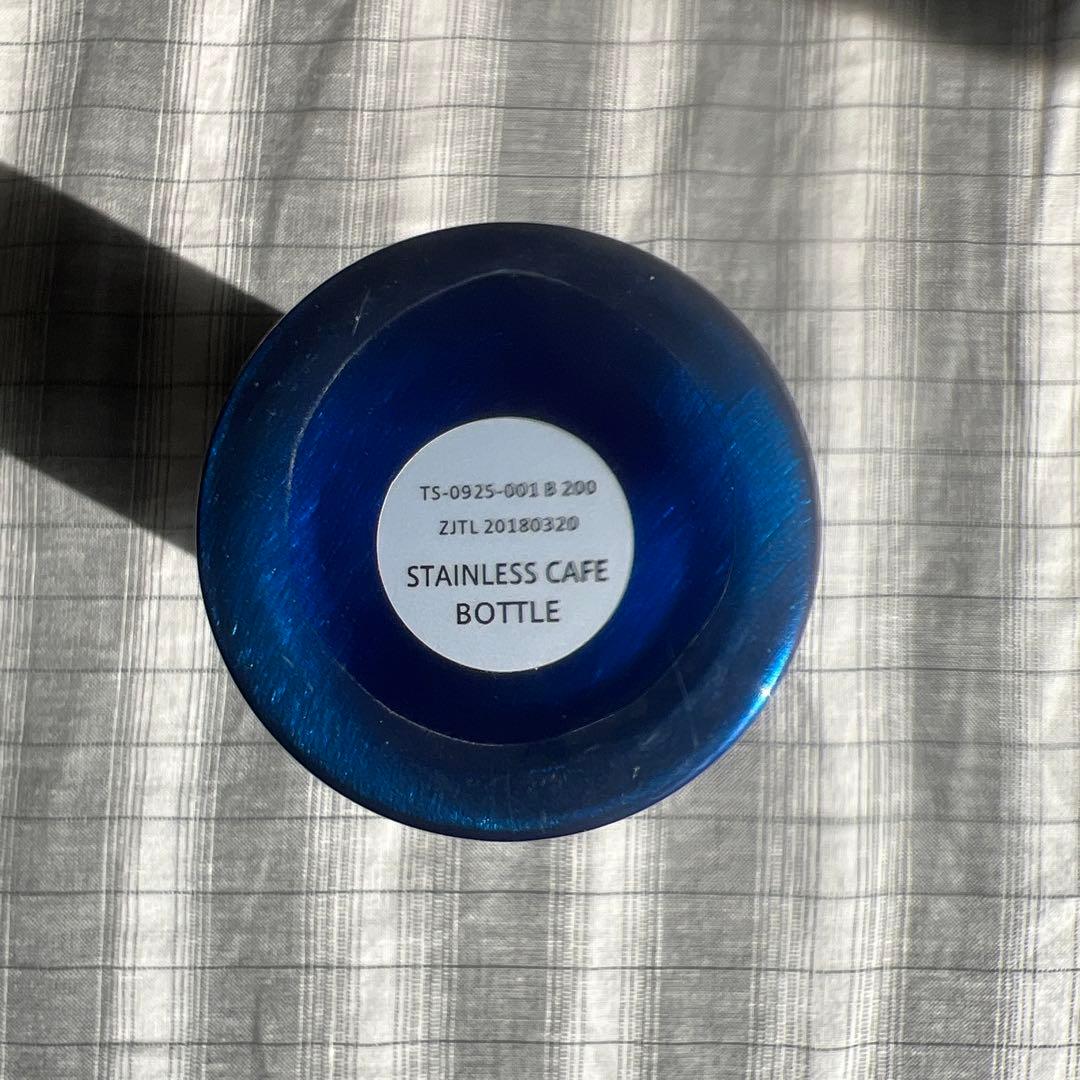 TS-0925-001 B 200
ZJTL 20180320
STAINLESS CAFE
BOTTLE